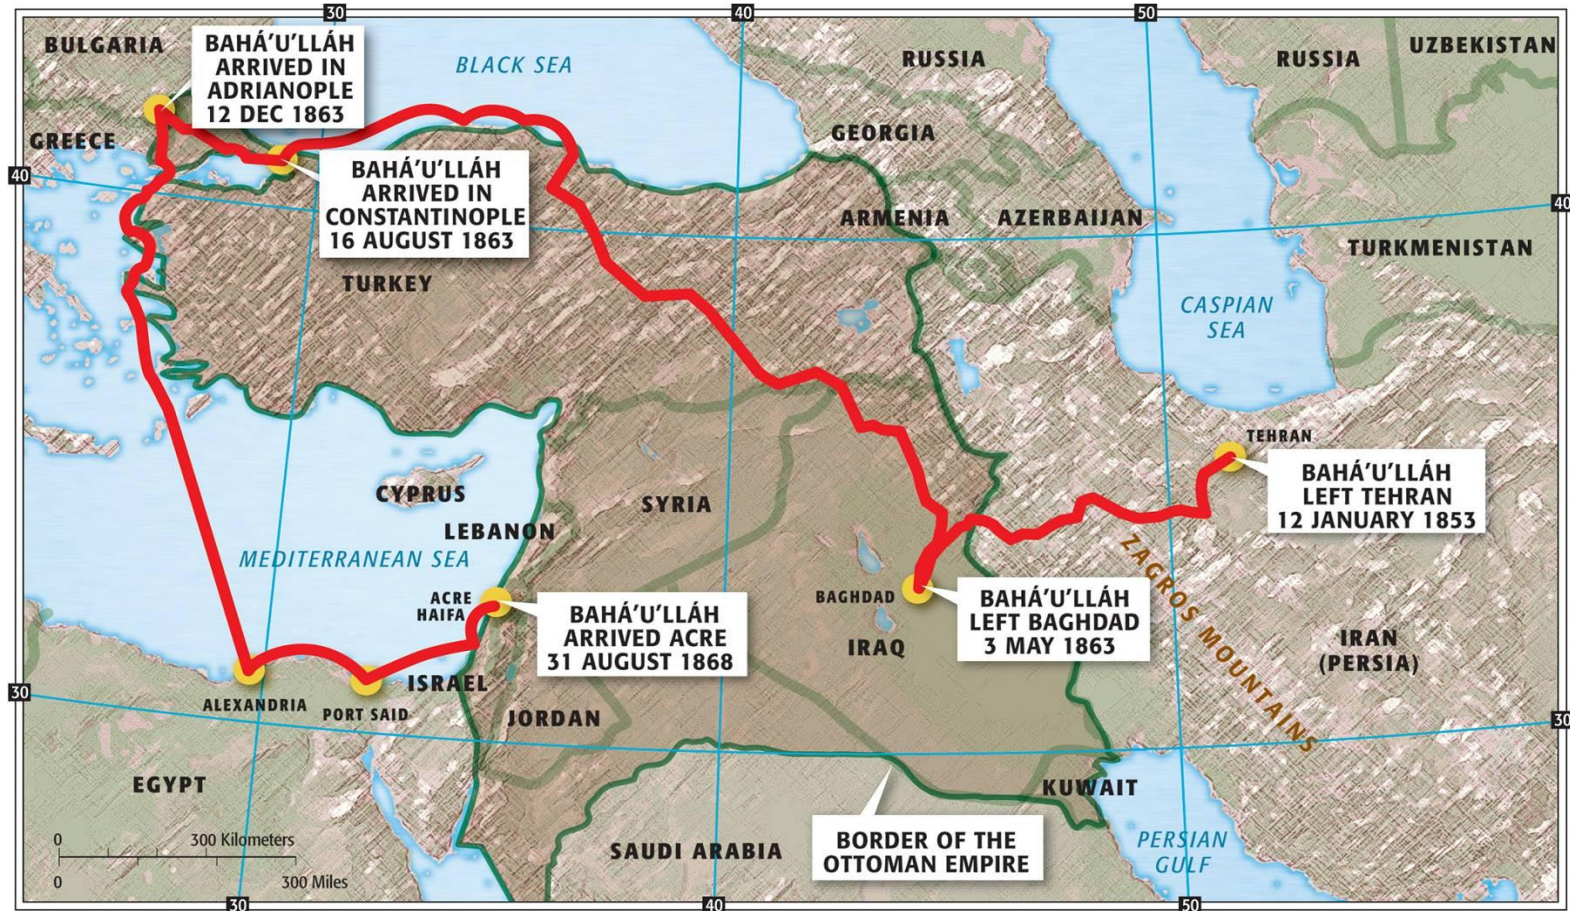 30
40
50
BULGARIA
BAHÁ'U'LLÁH
ARRIVED IN
ADRIANOPLE
12 DEC 1863
BLACK SEA
RUSSIA
RUSSIA
UZBEKISTAN
GREECE
GEORGIA
BAHÁ'U'LLÁH
ARRIVED IN
CONSTANTINOPLE
16 AUGUST 1863
40
40
ARMENIA
AZERBAIJAN
TURKMENISTAN
TURKEY
CASPIAN
SEA
TEHRAN
BAHÁ'U'LLÁH
LEFT TEHRAN
12 JANUARY 1853
CYPRUS
SYRIA
LEBANON
MEDITERRANEAN SEA
ZAGROS MOUNTAINS
ACRE
HAIFA
BAHÁ'U'LLÁH
ARRIVED ACRE
31 AUGUST 1868
BAGHDAD
BAHÁ'U'LLÁH
LEFT BAGHDAD
3 MAY 1863
IRAQ
IRAN
(PERSIA)
30
30
ALEXANDRIA
PORT SAID
ISRAEL
JORDAN
EGYPT
KUWAIT
0
300 Kilometers
0
300 Miles
SAUDI ARABIA
BORDER OF THE
OTTOMAN EMPIRE
PERSIAN
GULF
30
40
50